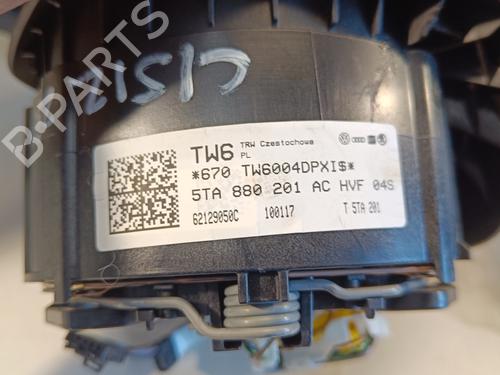 B-PARTS
TW6 TRW Czestochowa
PL
*670 TW6004DPXI$*
5TA 880 201 AC HVF 04S
62129050C 100117 T 5TA 201